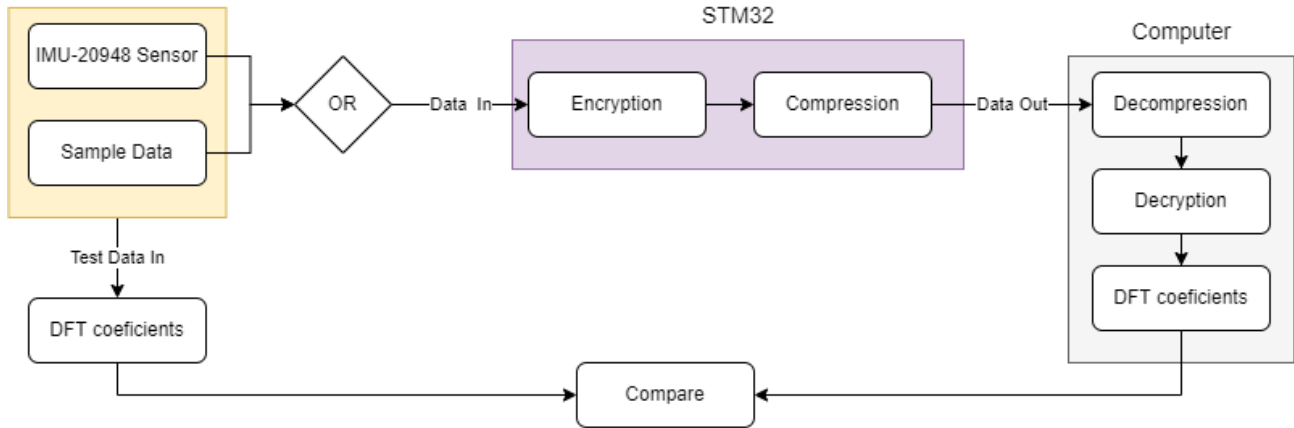 STM32
Computer
IMU-20948 Sensor
OR
Data In
Encryption
Compression
Data Out
Decompression
Sample Data
Decryption
Test Data In
DFT coeficients
DFT coeficients
Compare